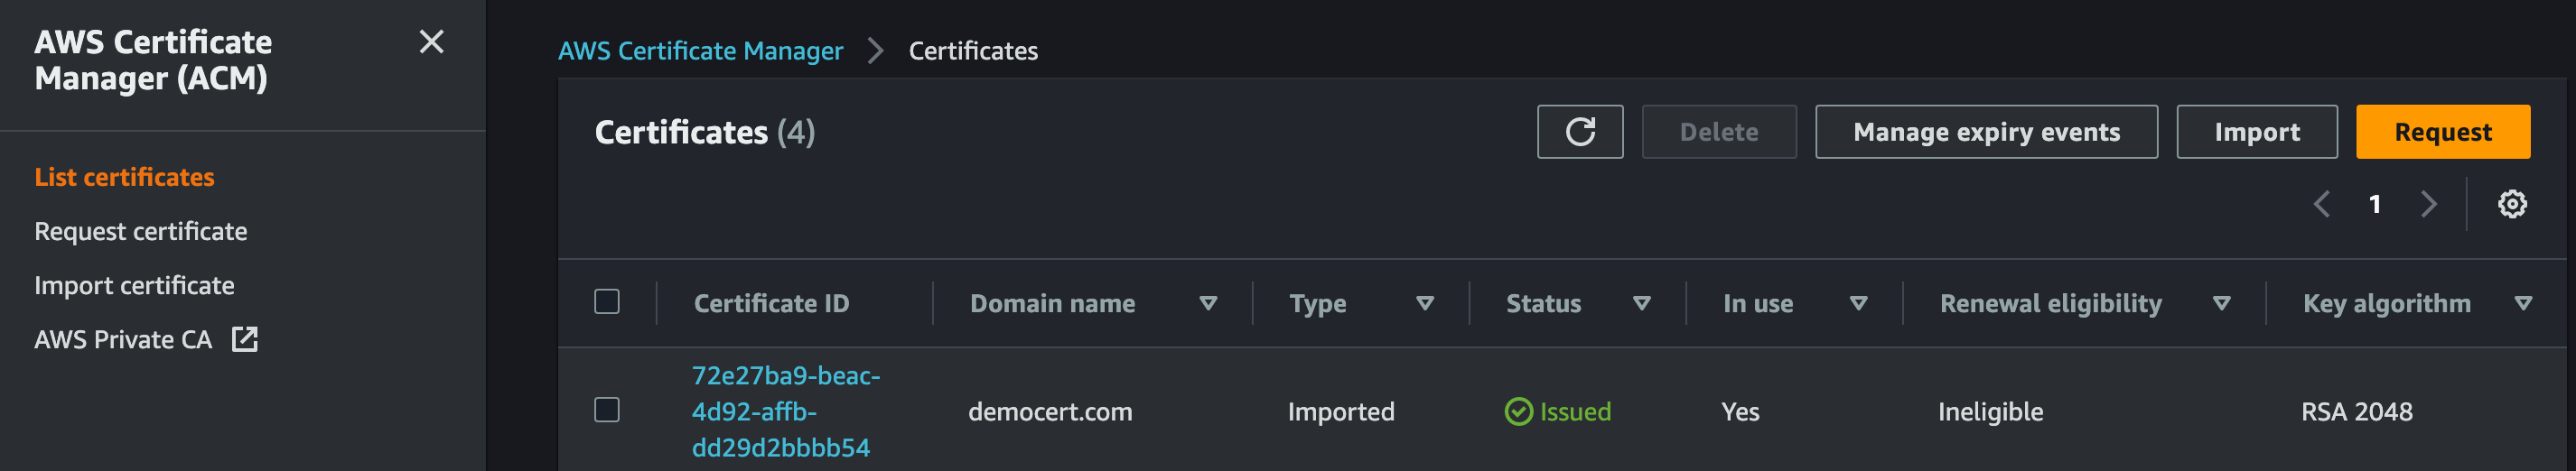 AWS Certificate
Manager (ACM)
List certificates
Request certificate
Import certificate
AWS Private CA
AWS Certificate Manager > Certificates
Certificates (4)
Delete
Manage expiry events
Import
Request
1
Certificate ID
Domain name
Type
Status
In use
Renewal eligibility
Key algorithm
72e27ba9-beac-
4d92-affb-
dd29d2bbbb54
democert.com
Imported
Issued
Yes
Ineligible
RSA 2048